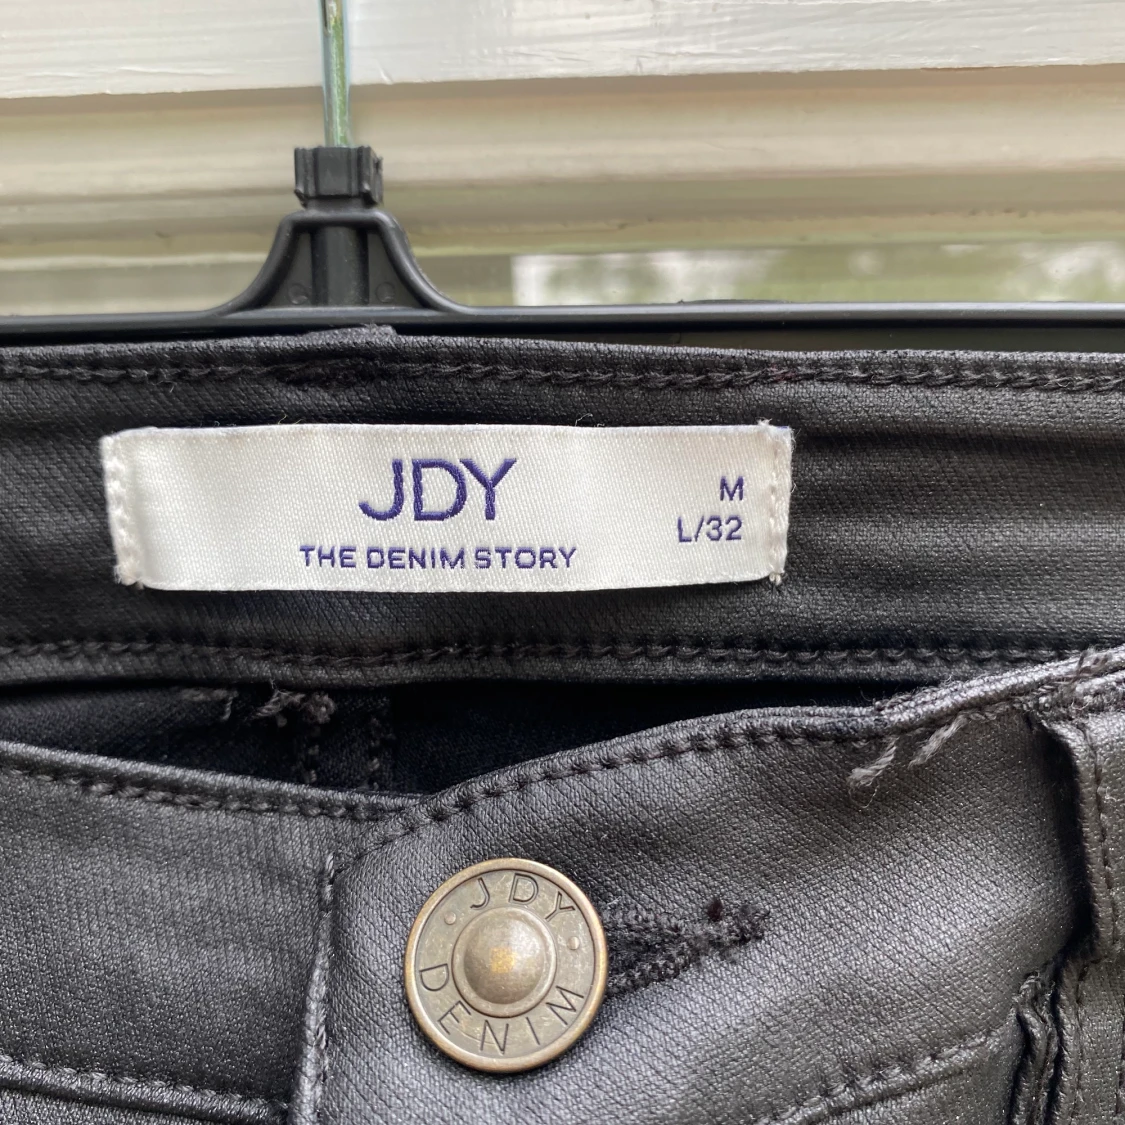 JDY
THE DENIM STORY
M
L/32
JDY
DENIM